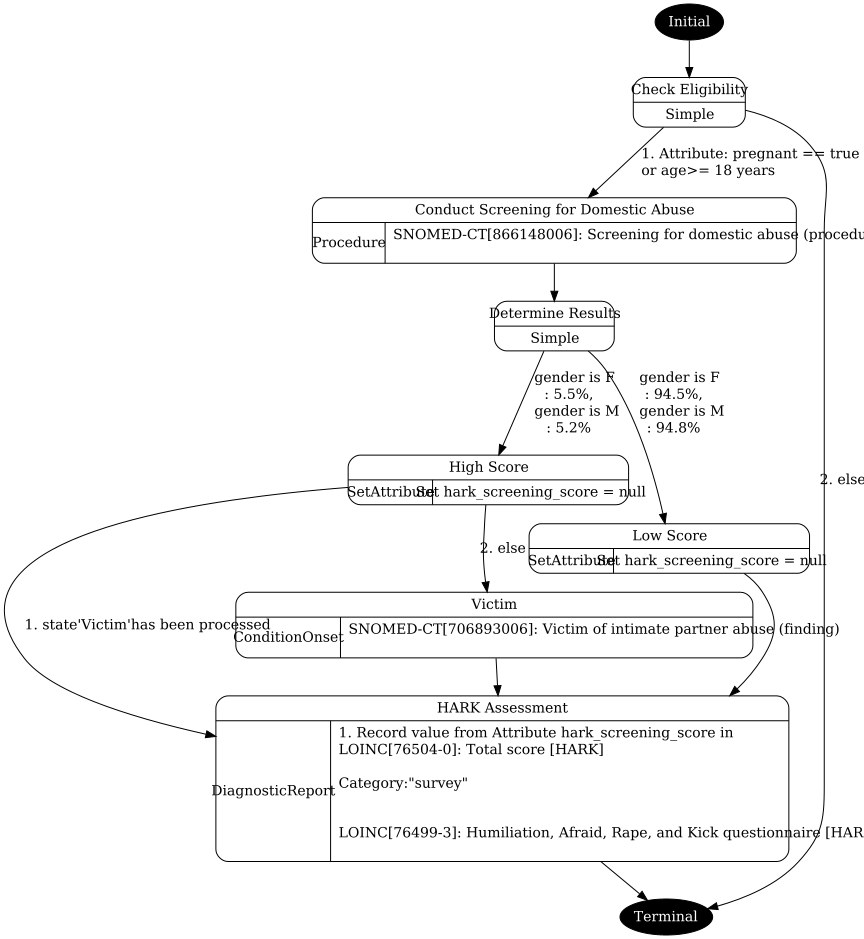 Initial
Check Eligibility
Simple
1. Attribute: pregnant == true
or age>= 18 years
Conduct Screening for Domestic Abuse
Procedure
SNOMED-CT[866148006]: Screening for domestic abuse (procedu
Determine Results
Simple
gender is F
: 5.5%,
gender is M
: 5.2%
gender is F
: 94.5%,
gender is M
: 94.8%
High Score
SetAttribute
Set hark_screening_score = null
2. else
2. else
Low Score
SetAttribute
Set hark_screening_score = null
Victim
1. state'Victim'has been processed
ConditionOnset
SNOMED-CT[706893006]: Victim of intimate partner abuse (finding)
HARK Assessment
DiagnosticReport
1. Record value from Attribute hark_screening_score in
LOINC[76504-0]: Total score [HARK]
Category:"survey"
LOINC[76499-3]: Humiliation, Afraid, Rape, and Kick questionnaire [HAR
Terminal